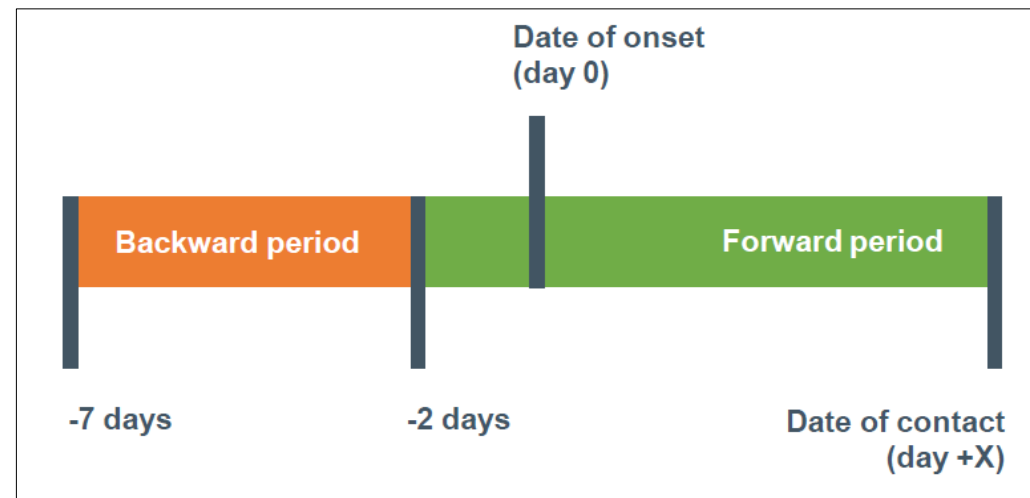 Date of onset
(day 0)
Backward period
Forward period
-7 days
-2 days
Date of contact
(day +X)